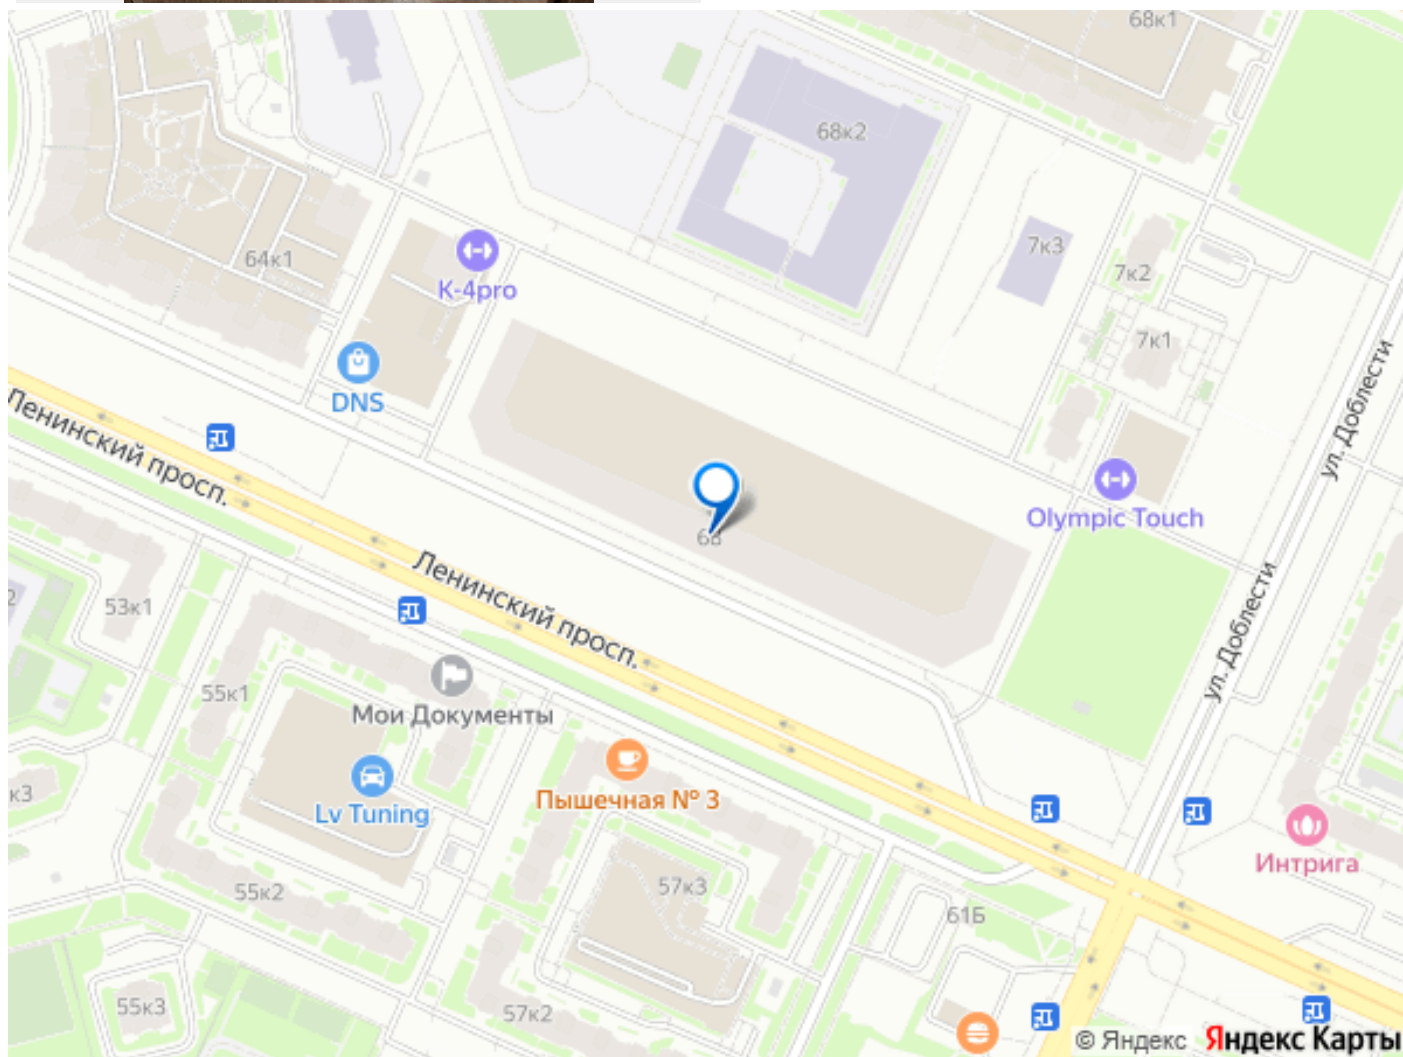 68к1
68к2
7к3
7к2
64к1
K-4pro
7к1
DNS
ул. Доблести
Ленинский просп.
Olympic Touch
Ленинский просп.
53к1
ул. Доблести
55к1
Мои Документы
к3
Пышечная № 3
Lv Tuning
Интрига
57к3
55к2
61Б
55к3
57к2
© Яндекс Яндекс Карты